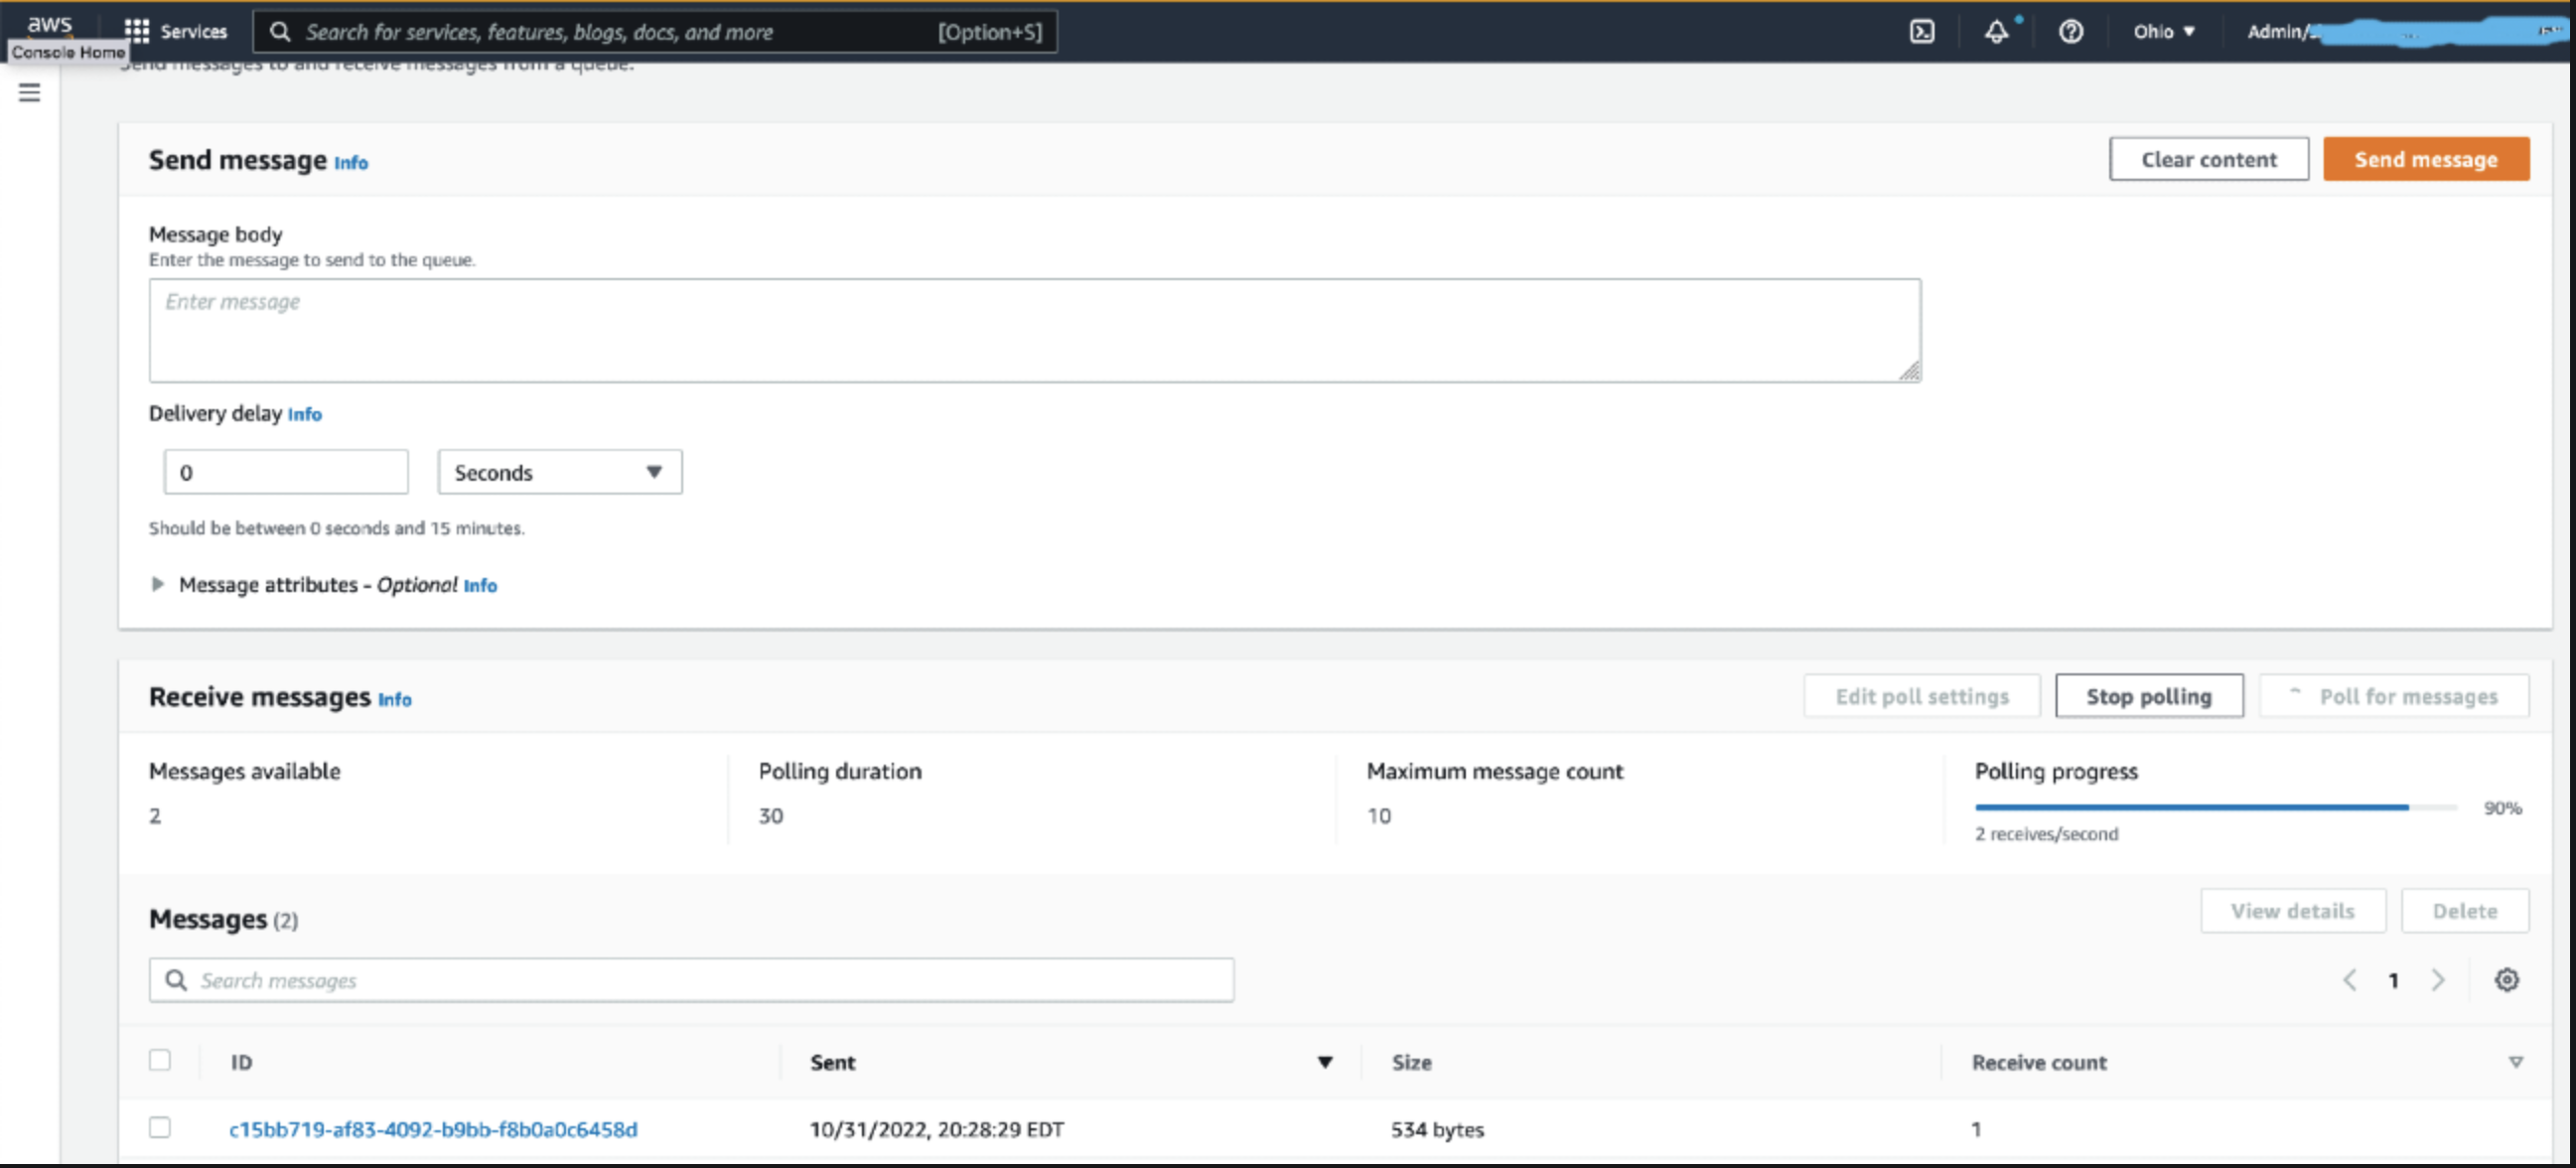 aws
Services
Search for services, features, blogs, docs, and more
[Option+S]
Ohio
Admin/
Console Home
Send messages to and receive messages from a queue.
Send message Info
Clear content
Send message
Message body
Enter the message to send to the queue.
Enter message
Delivery delay Info
0
Seconds
Should be between 0 seconds and 15 minutes.
Message attributes - Optional Info
Receive messages Info
Edit poll settings
Stop polling
Poll for messages
Messages available
2
Polling duration
30
Maximum message count
10
Polling progress
90%
2 receives/second
Messages (2)
View details
Delete
Search messages
1
ID
Sent
Size
Receive count
c15bb719-af83-4092-b9bb-f8b0a0c6458d
10/31/2022, 20:28:29 EDT
534 bytes
1